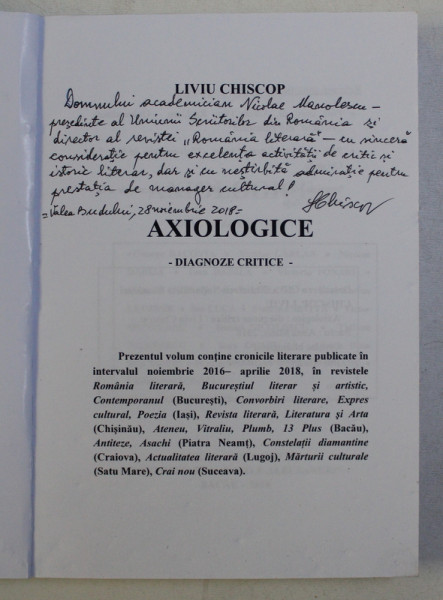 LIVIU CHISCOP
Domnului academician Nicolae Manolescu –
președinte al Uniunii Scriitorilor din România și
director al revistei „România literară" – cu sinceră
considerație pentru excelența activității de critic și
istoric literar, dar și cu neștirbită admirație pentru
prestația de manager cultural!
= Valea Budului, 28 noiembrie 2018 = LChiscop
AXIOLOGICE
- DIAGNOZE CRITICE -
Prezentul volum conține cronicile literare publicate în
intervalul noiembrie 2016– aprilie 2018, în revistele
România literară, Bucureștiul literar și artistic,
Contemporanul (București), Convorbiri literare, Expres
cultural, Poezia (Iași), Revista literară, Literatura și Arta
(Chișinău), Ateneu, Vitraliu, Plumb, 13 Plus (Bacău),
Antiteze, Asachi (Piatra Neamț), Constelații diamantine
(Craiova), Actualitatea literară (Lugoj), Mărturii culturale
(Satu Mare), Crai nou (Suceava).